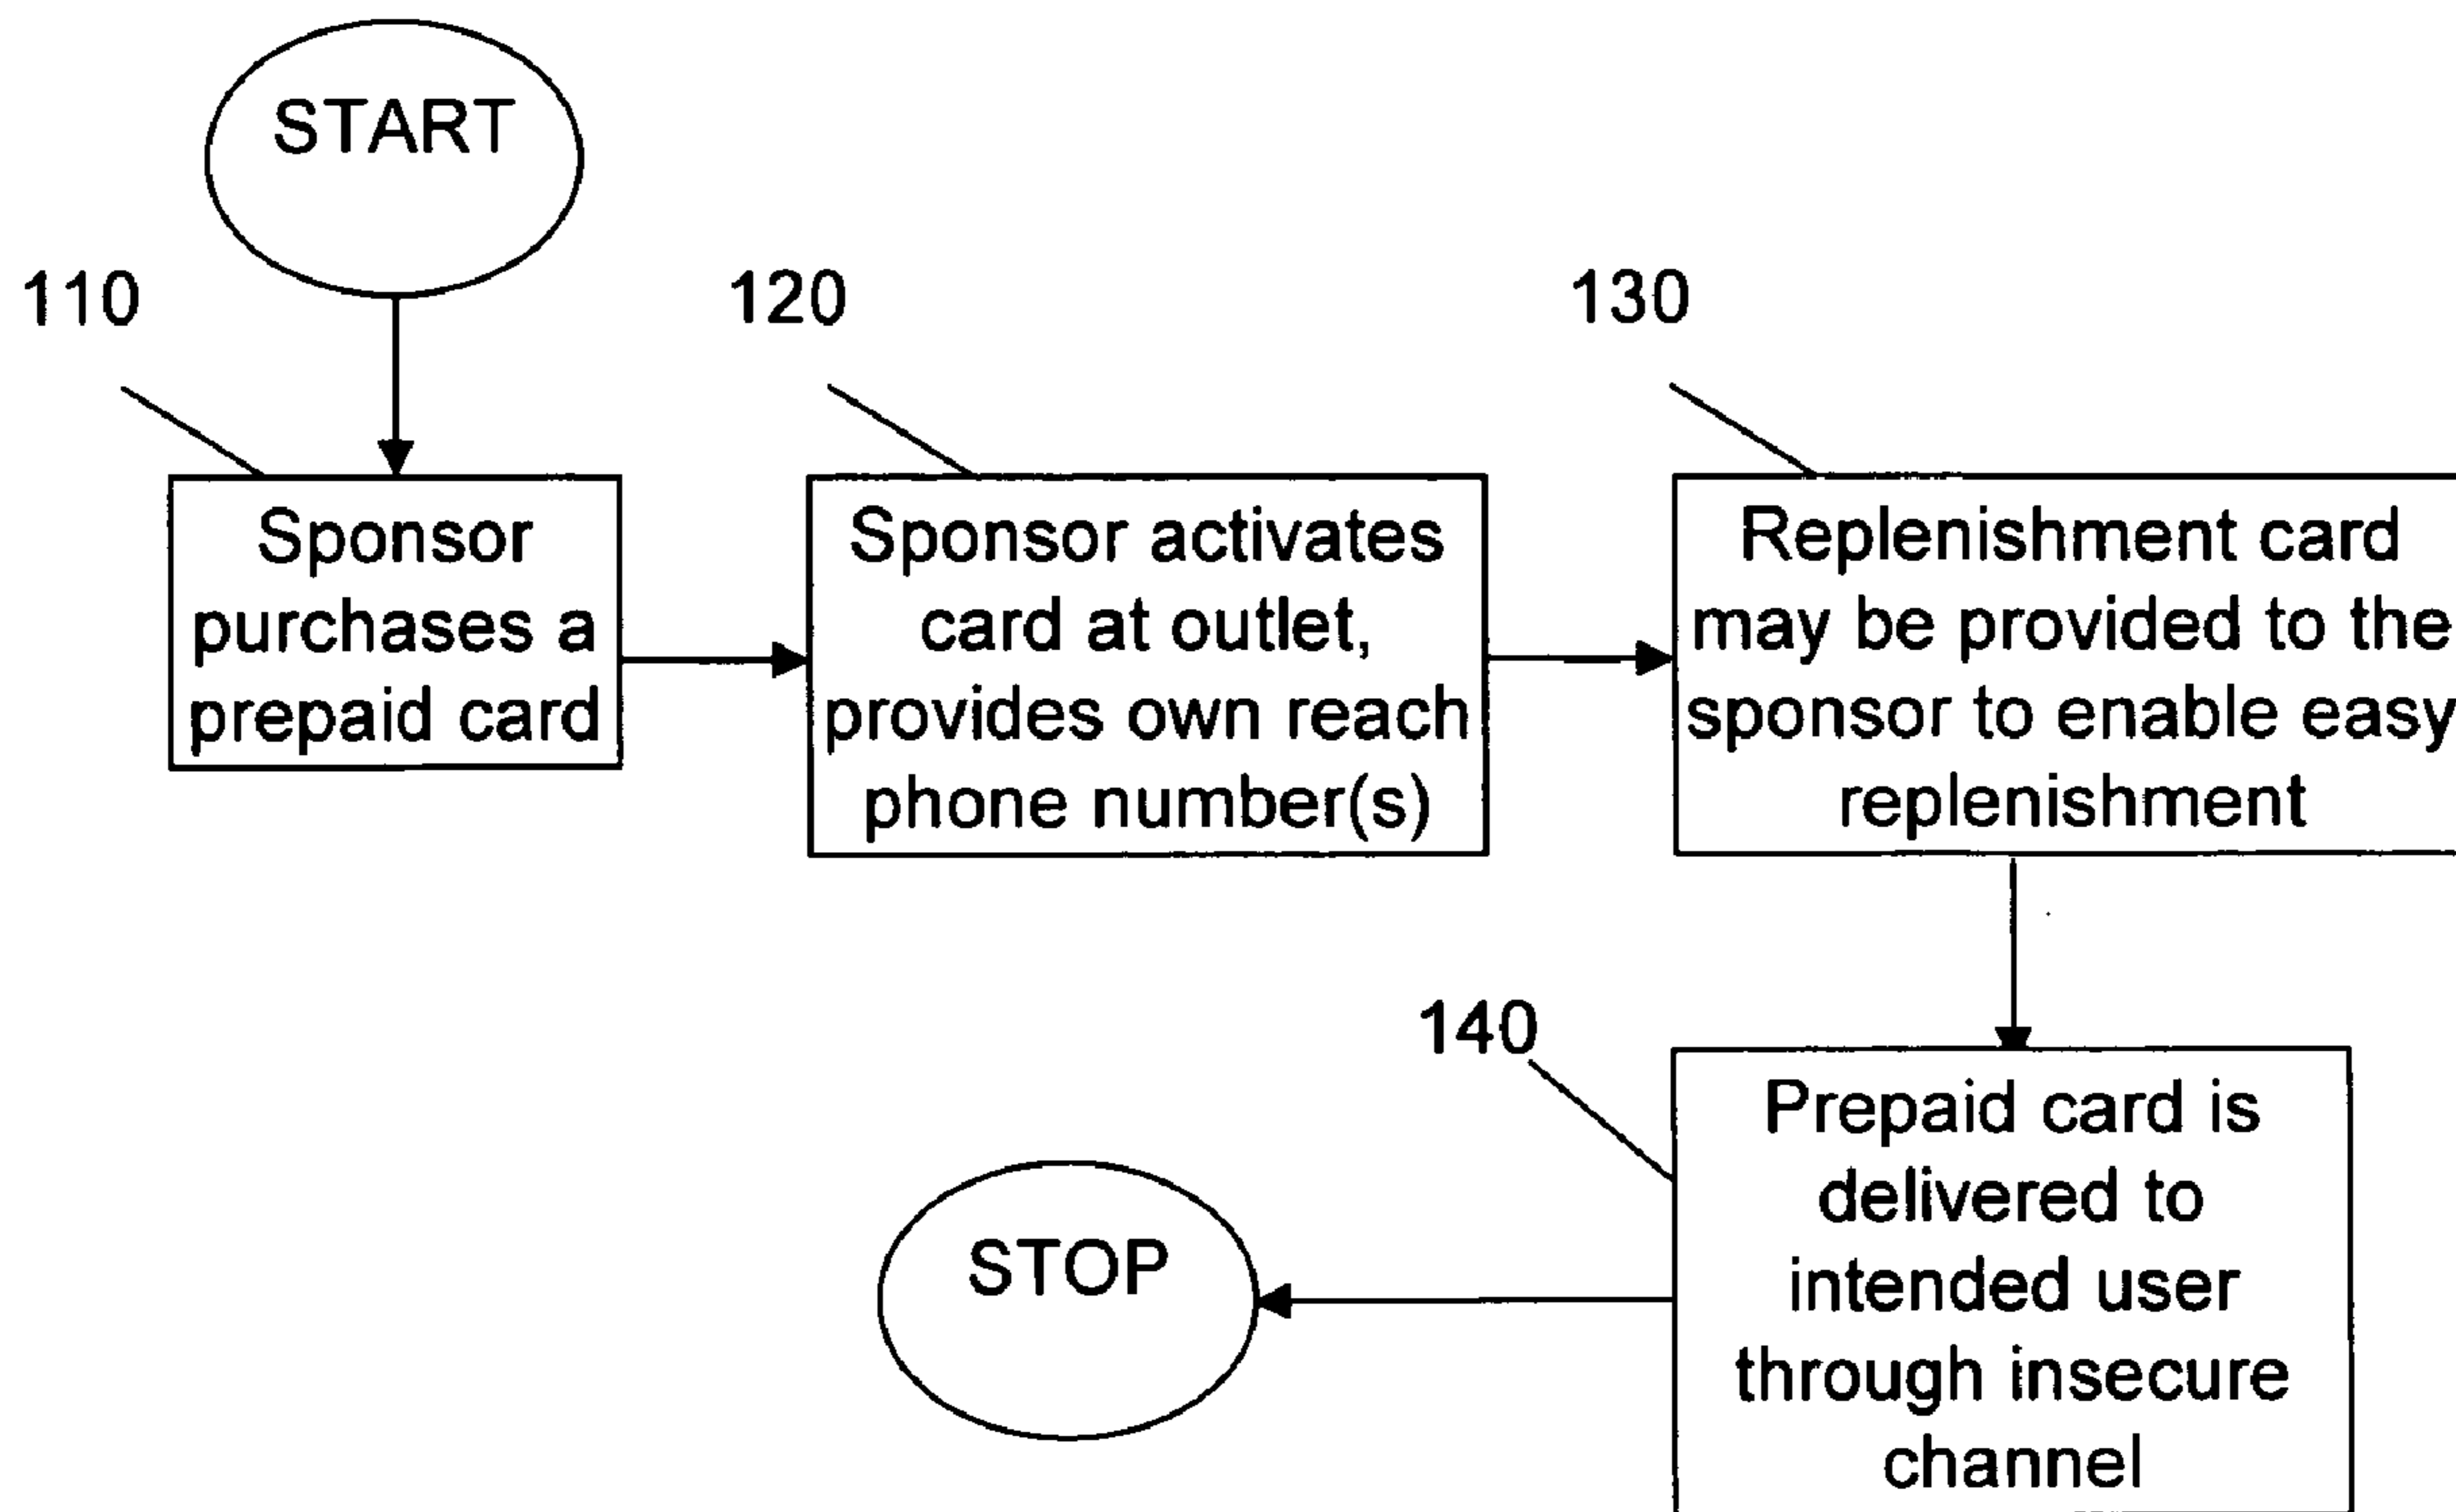 START
110
120
130
Sponsor
purchases a
prepaid card
Sponsor activates
card at outlet,
provides own reach
phone number(s)
Replenishment card
may be provided to the
sponsor to enable easy
replenishment
140
Prepaid card is
delivered to
intended user
through insecure
channel
STOP